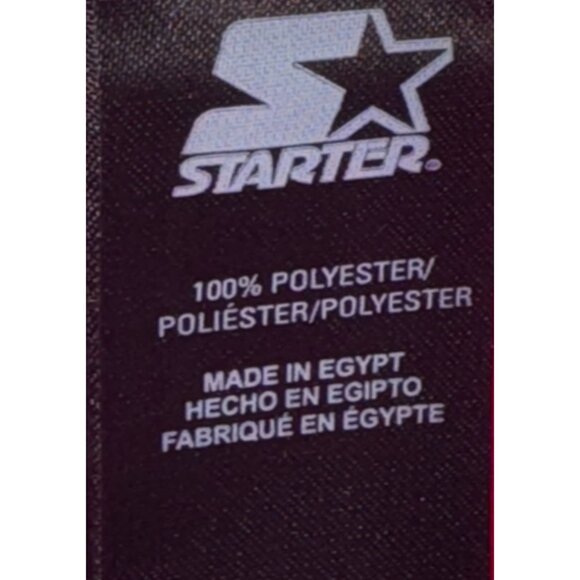 STARTER
100% POLYESTER/
POLIÉSTER/POLYESTER
MADE IN EGYPT
HECHO EN EGIPTO
FABRIQUÉ EN ÉGYPTE